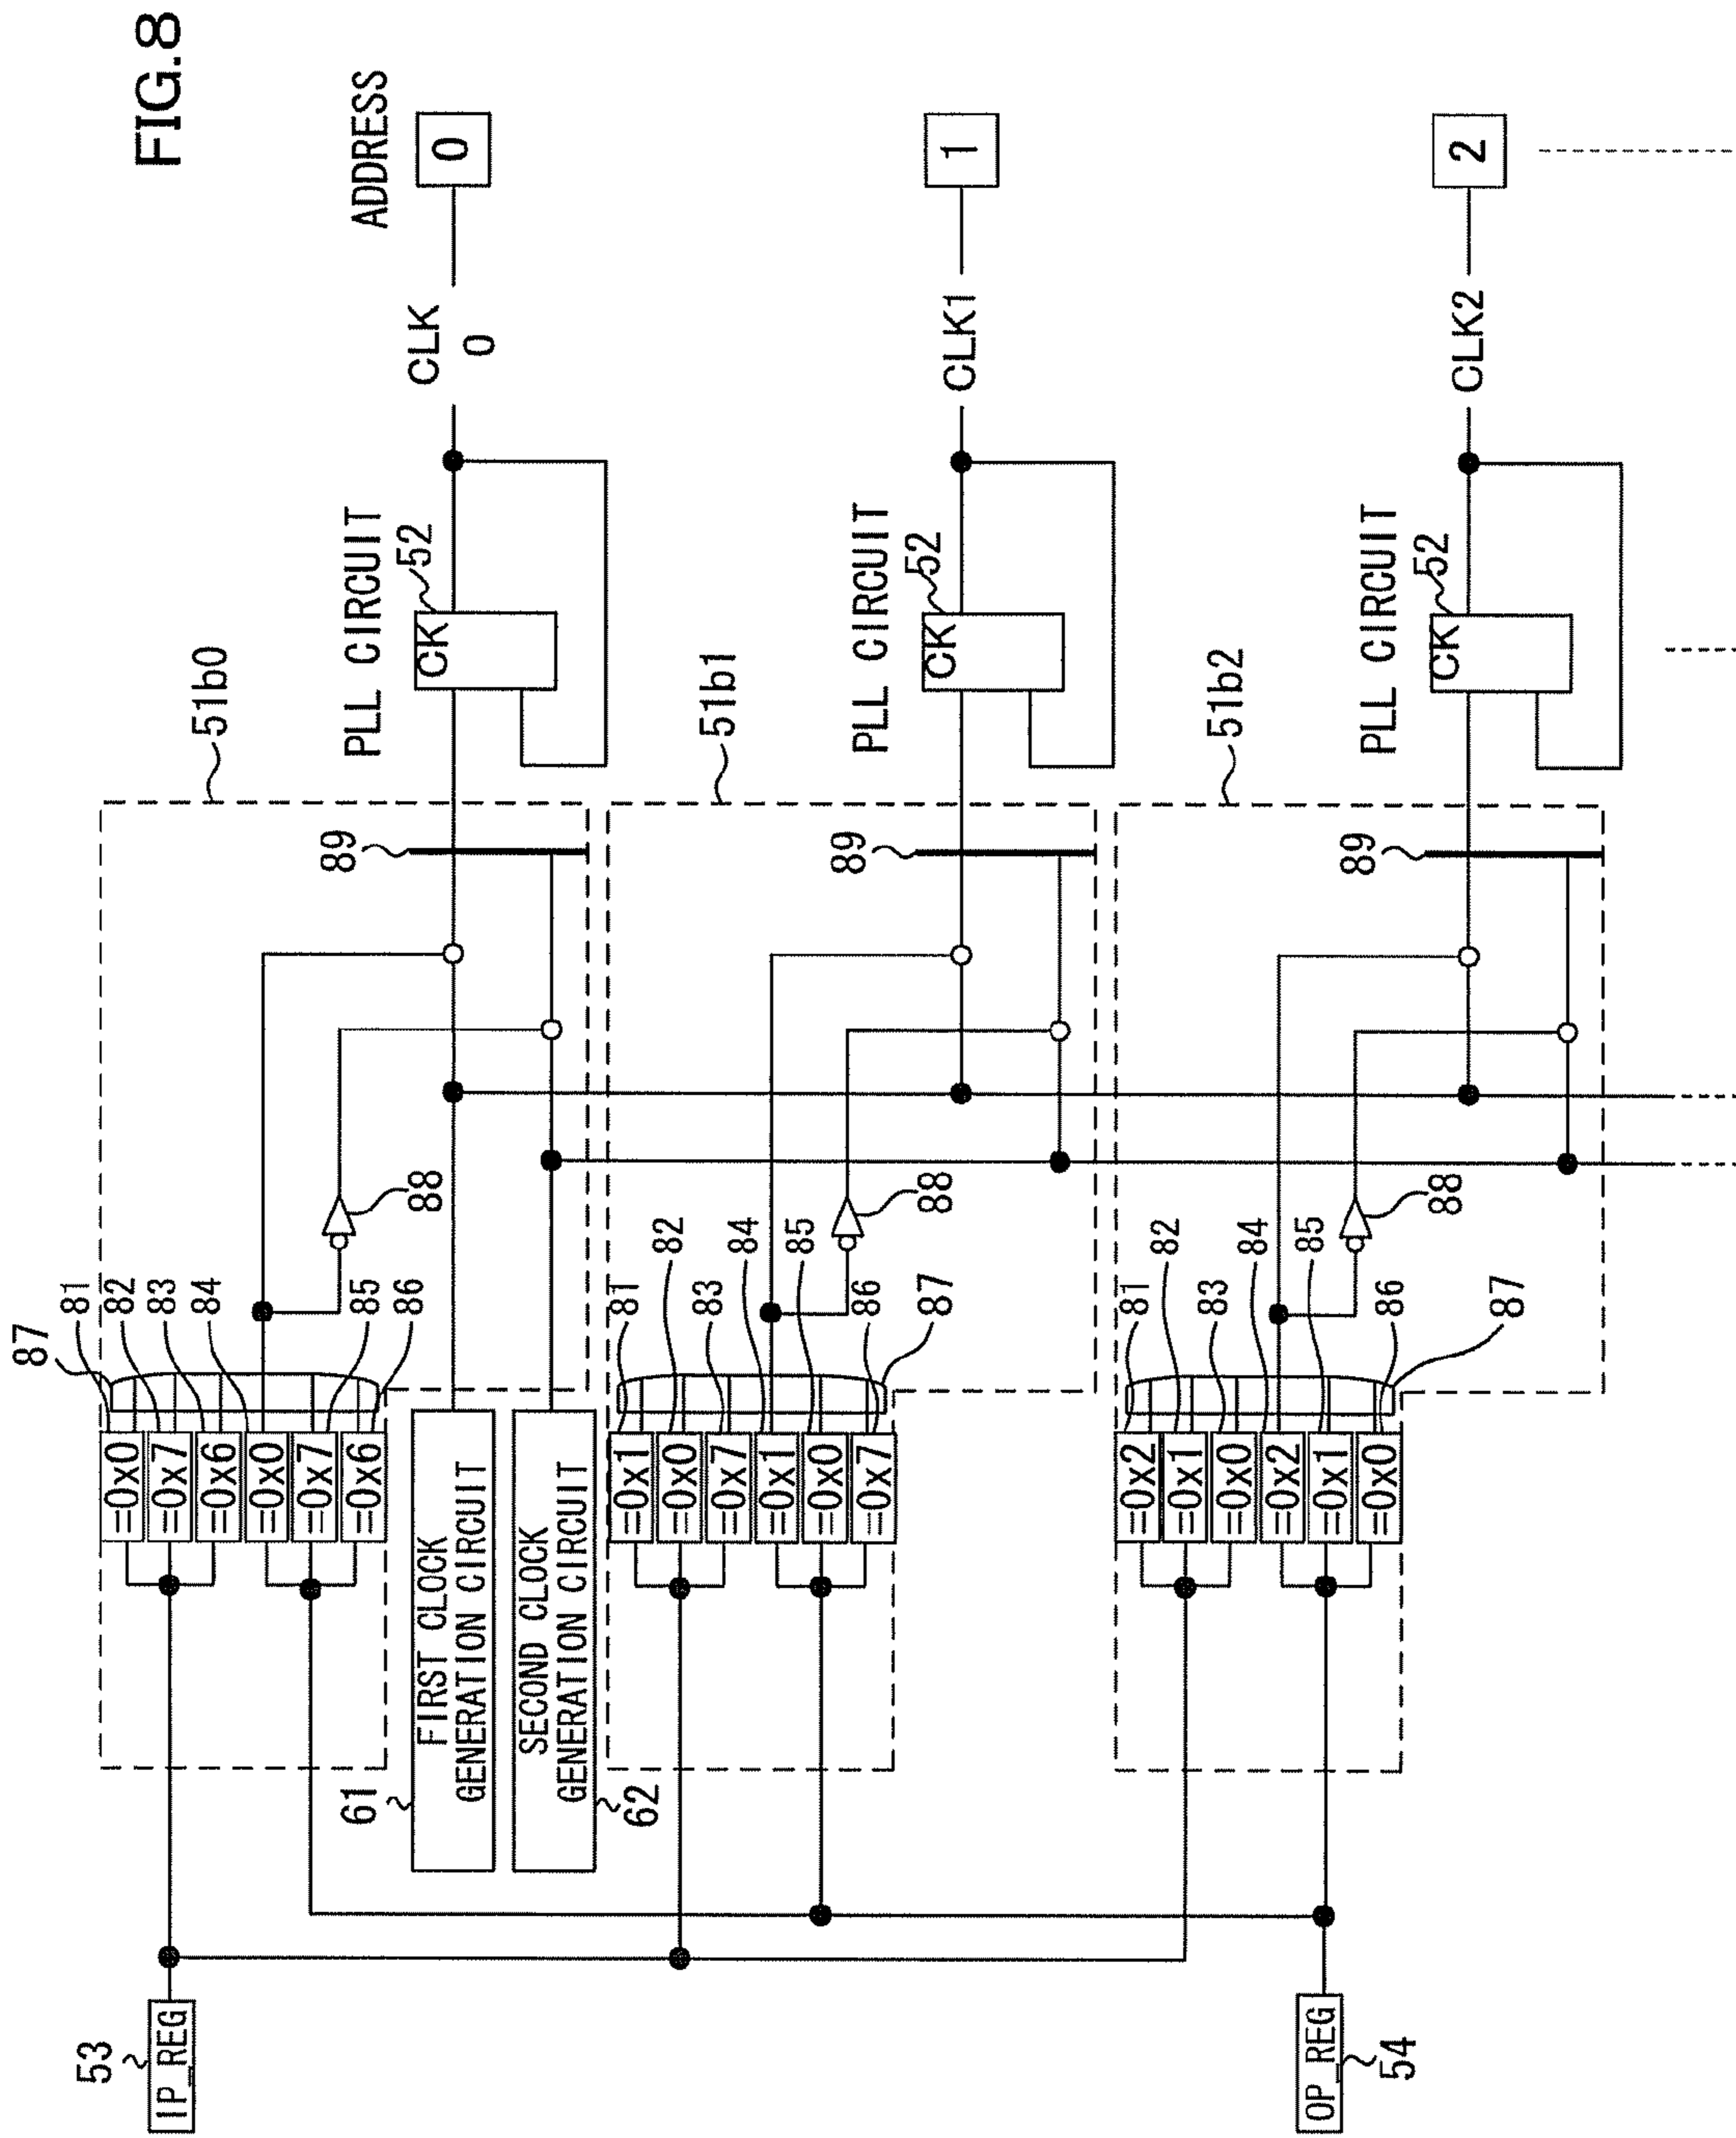 FIG.8
ADDRESS
53
IP_REG
OP_REG
54
87
81
82
83
84
85
86
=0x0
=0x7
=0x6
=0x0
=0x7
=0x6
88
89
51b0
61
FIRST CLOCK
GENERATION CIRCUIT
62
SECOND CLOCK
GENERATION CIRCUIT
PLL CIRCUIT
52
CK
CLK
0
0
81
82
83
84
85
86
87
=0x1
=0x0
=0x7
=0x1
=0x0
=0x7
88
89
51b1
PLL CIRCUIT
52
CK
CLK1
1
81
82
83
84
85
86
87
=0x2
=0x1
=0x0
=0x2
=0x1
=0x0
88
89
51b2
PLL CIRCUIT
52
CK
CLK2
2